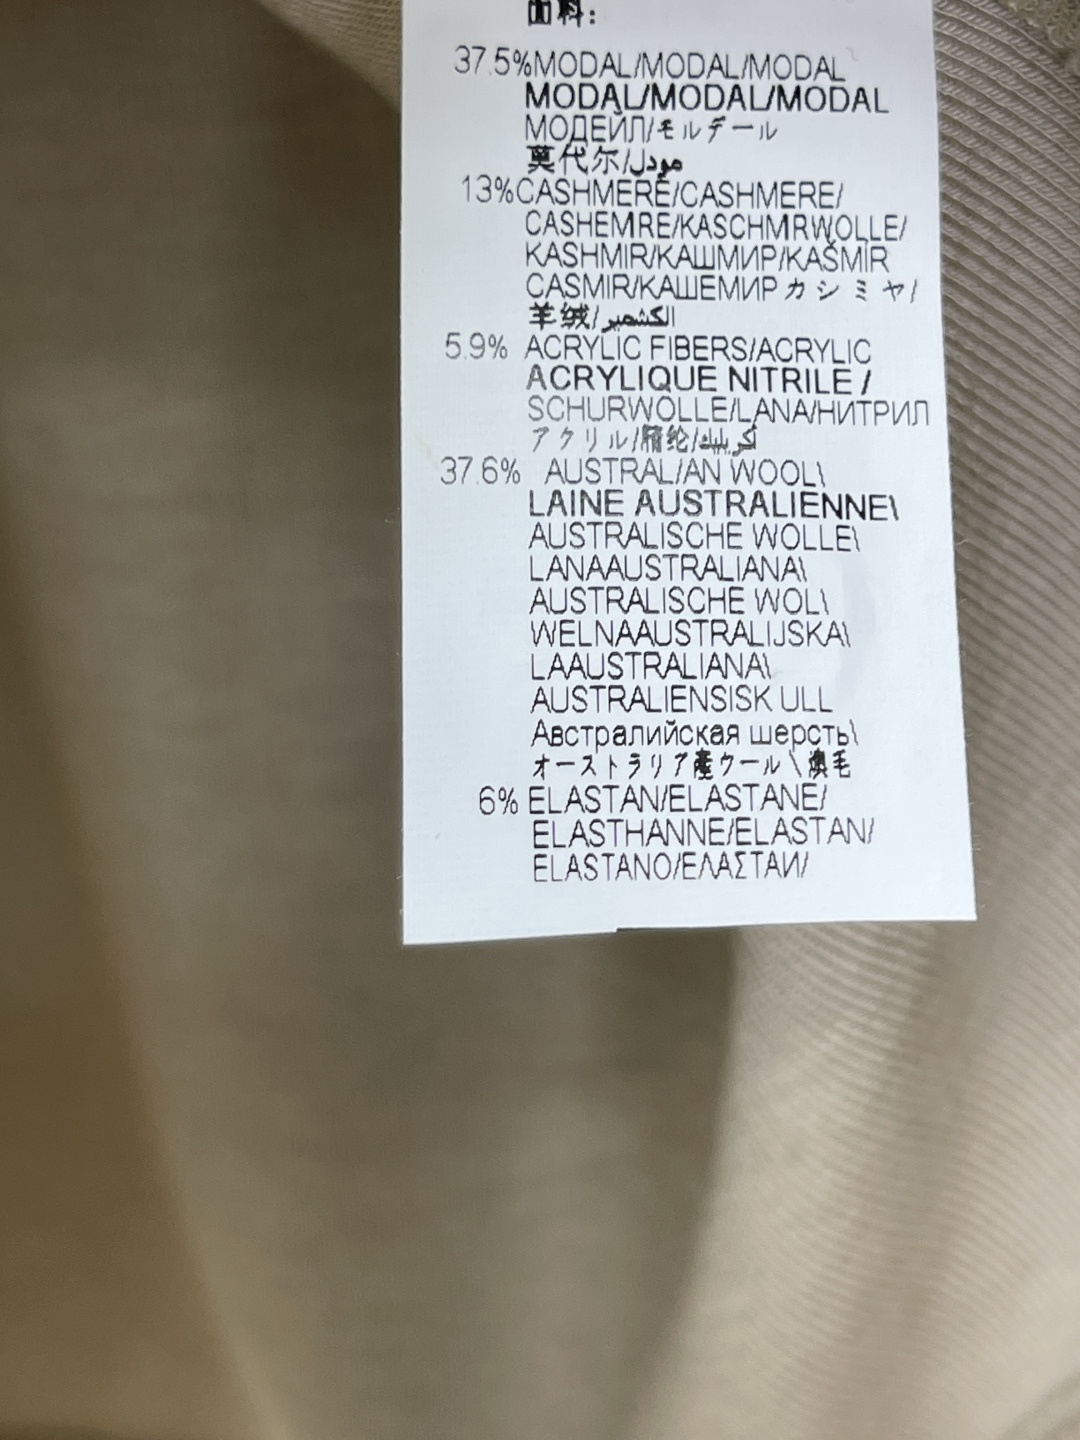 面料:
37.5%MODAL/MODAL/MODAL
MODAL/MODAL/MODAL
МОДЕЙЛ/モルデール
莫代尔/مودل
13%CASHMERE/CASHMERE/
CASHEMRE/KASCHMRWOLLE/
KASHMIR/КАШМИР/KAŠMIR
CASMIR/КАШЕМИР カシミヤ/
羊绒/الكشمير
5.9% ACRYLIC FIBERS/ACRYLIC
ACRYLIQUE NITRILE /
SCHURWOLLE/LANA/НИТРИЛ
アクリル/腈纶/
37.6% AUSTRAL/AN WOOL\
LAINE AUSTRALIENNE\
AUSTRALISCHE WOLLE\
LANAAUSTRALIANA\
AUSTRALISCHE WOL\
WELNAAUSTRALIJSKA\
LAAUSTRALIANA\
AUSTRALIENSISK ULL
Австралийская шерсть\
オーストラリア産ウール\澳毛
6% ELASTAN/ELASTANE/
ELASTHANNE/ELASTAN/
ELASTANO/ΕΛΑΣΤΑИ/